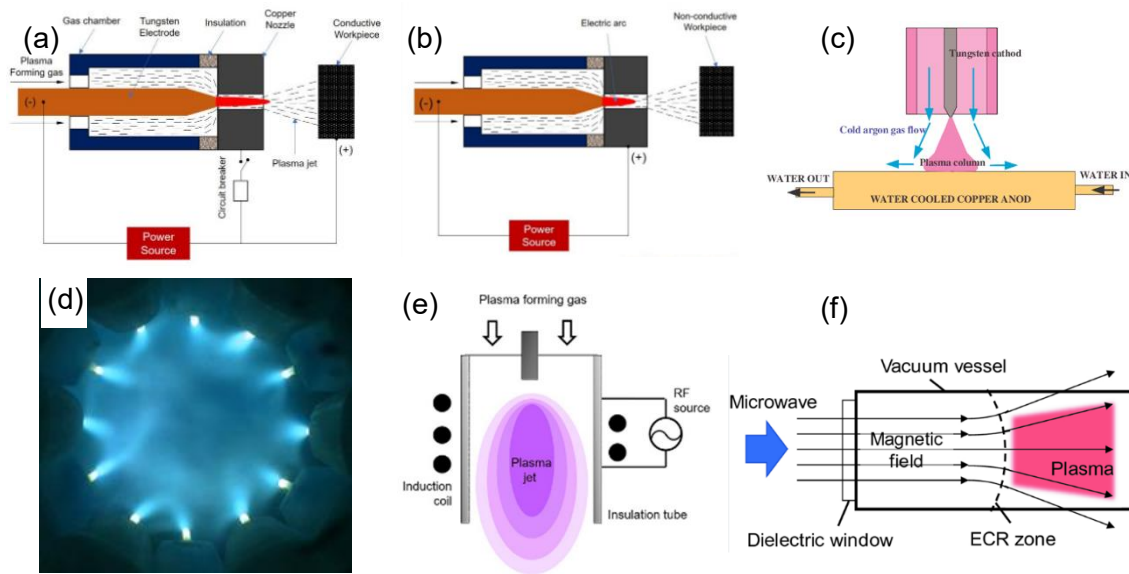 (a)
Gas chamber
Tungsten
Electrode
Insulation
Copper
Nozzle
Conductive
Workpiece
Plasma
Forming gas
(-)
Plasma jet
(+)
Circuit breaker
Power
Source
(b)
Electric arc
Non-conductive
Workpiece
(-)
(+)
Power
Source
(c)
Tungsten cathod
Cold argon gas flow
Plasma column
WATER OUT
WATER IN
WATER COOLED COPPER ANOD
(d)
(e)
Plasma forming gas
RF
source
Plasma
jet
Induction
coil
Insulation tube
(f)
Vacuum vessel
Microwave
Magnetic
field
Plasma
Dielectric window
ECR zone